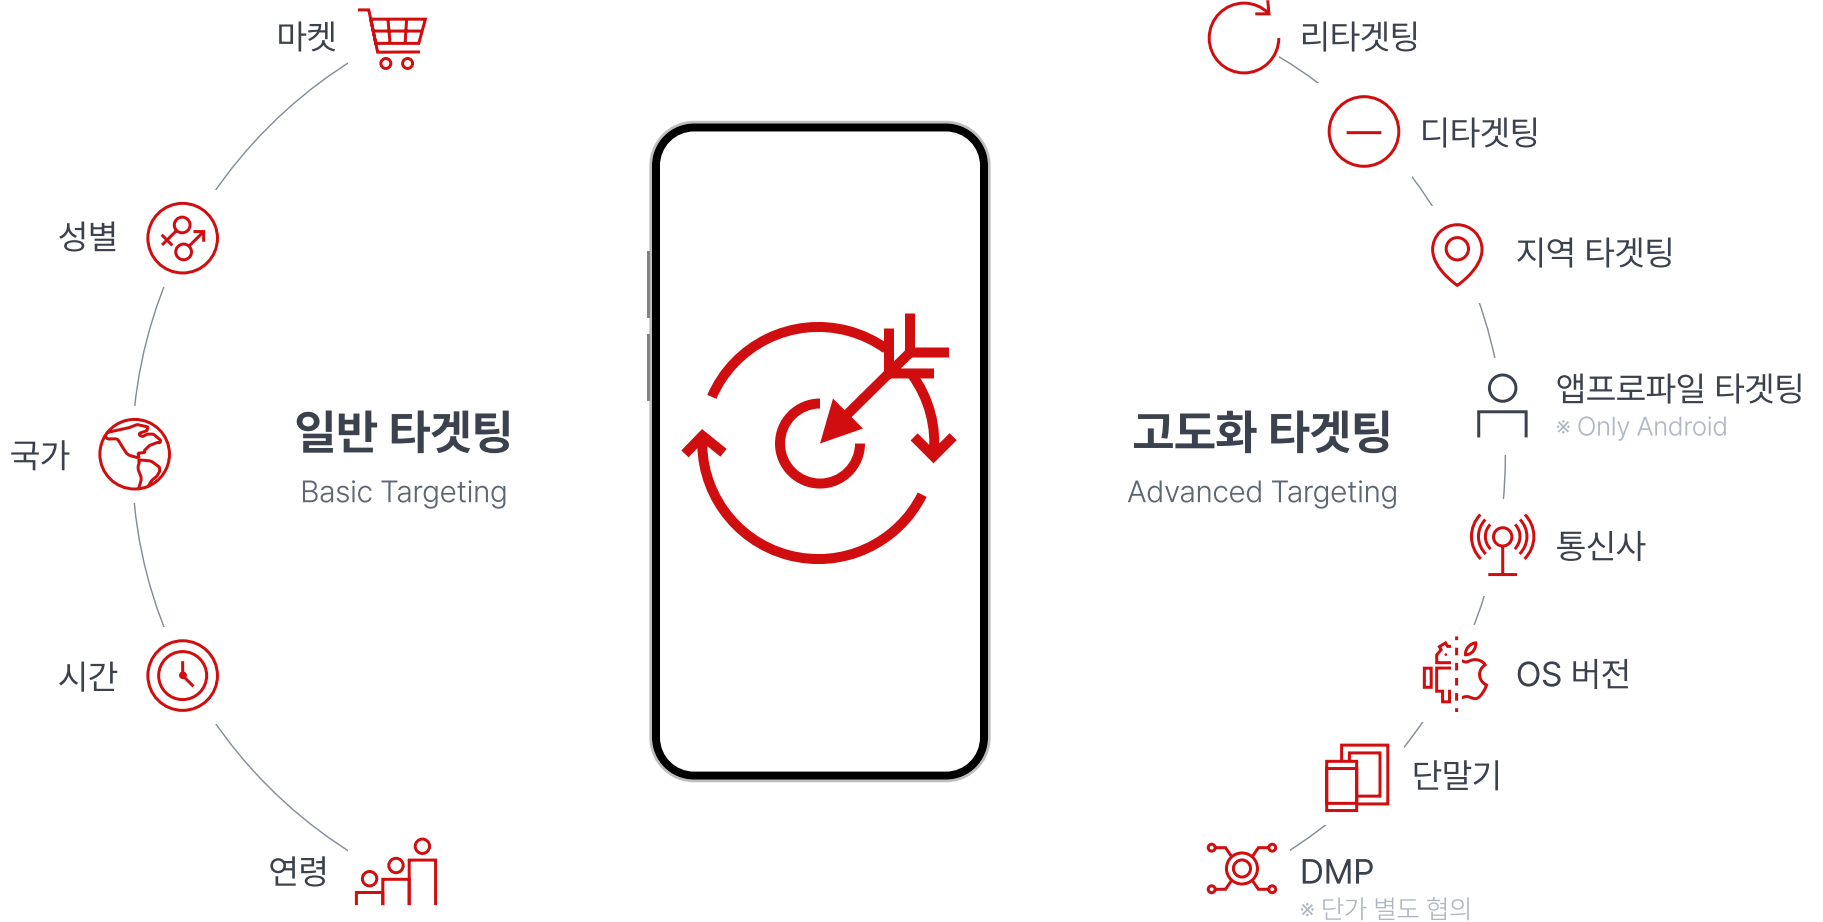 마켓
성별
국가
시간
연령
일반 타겟팅
Basic Targeting
고도화 타겟팅
Advanced Targeting
리타겟팅
디타겟팅
지역 타겟팅
앱프로파일 타겟팅
※ Only Android
통신사
OS 버전
단말기
DMP
※ 단가 별도 협의